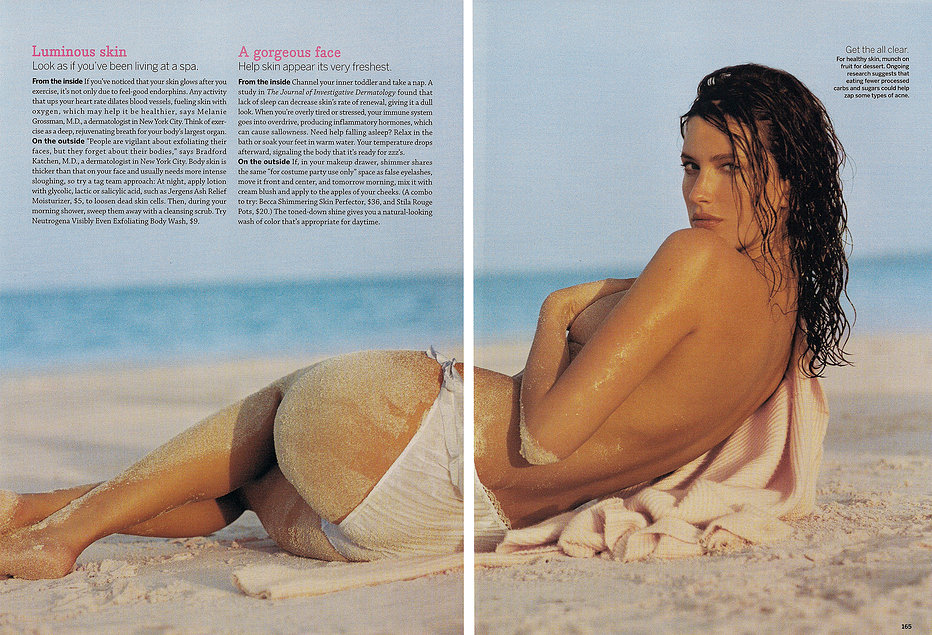 Luminous skin
Look as if you've been living at a spa.
From the inside If you've noticed that your skin glows after you
exercise, it's not only due to feel-good endorphins. Any activity
that ups your heart rate dilates blood vessels, fueling skin with
oxygen, which may help it be healthier, says Melanie
Grossman, M.D., a dermatologist in New York City. Think of exer-
cise as a deep, rejuvenating breath for your body's largest organ.
On the outside "People are vigilant about exfoliating their
faces, but they forget about their bodies," says Bradford
Katchen, M.D., a dermatologist in New York City. Body skin is
thicker than that on your face and usually needs more intense
sloughing, so try a tag team approach: At night, apply lotion
with glycolic, lactic or salicylic acid, such as Jergens Ash Relief
Moisturizer, $5, to loosen dead skin cells. Then, during your
morning shower, sweep them away with a cleansing scrub. Try
Neutrogena Visibly Even Exfoliating Body Wash, $9.
A gorgeous face
Help skin appear its very freshest.
From the inside Channel your inner toddler and take a nap. A
study in The Journal of Investigative Dermatology found that
lack of sleep can decrease skin's rate of renewal, giving it a dull
look. When you're overly tired or stressed, your immune system
goes into overdrive, producing inflammatory hormones, which
can cause sallowness. Need help falling asleep? Relax in the
bath or soak your feet in warm water. Your temperature drops
afterward, signaling the body that it's ready for zzz's.
On the outside If, in your makeup drawer, shimmer shares
the same "for costume party use only" space as false eyelashes,
move it front and center, and tomorrow morning, mix it with
cream blush and apply to the apples of your cheeks. (A combo
to try: Becca Shimmering Skin Perfector, $36, and Stila Rouge
Pots, $20.) The toned-down shine gives you a natural-looking
wash of color that's appropriate for daytime.
Get the all clear.
For healthy skin, munch on
fruit for dessert. Ongoing
research suggests that
eating fewer processed
carbs and sugars could help
zap some types of acne.
165